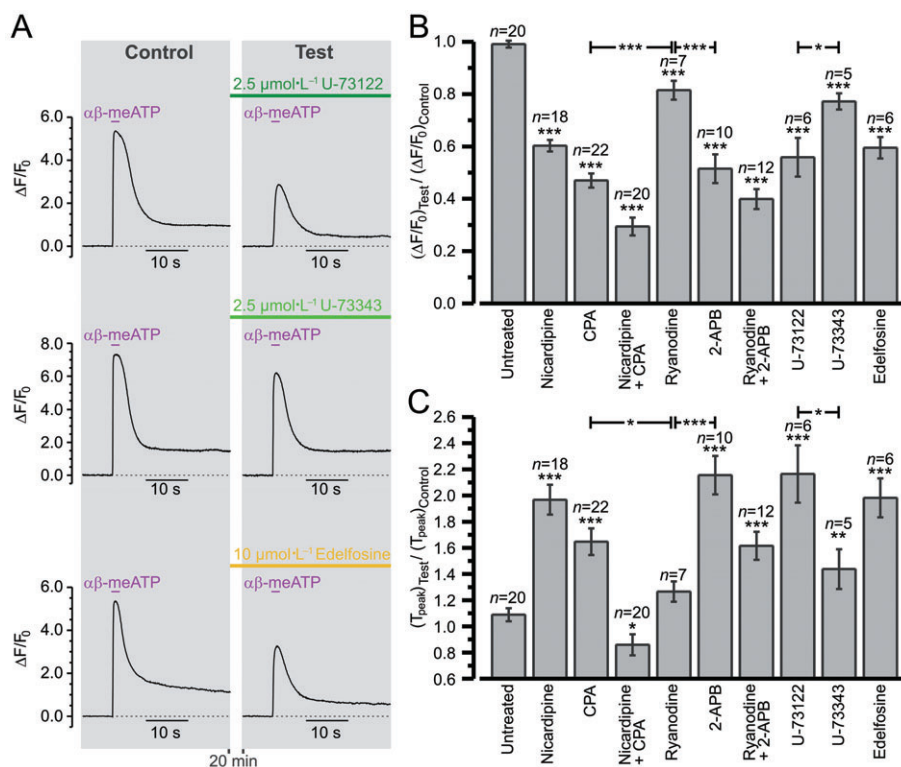 A
Control
Test
2.5 µmol·L⁻¹ U-73122
αβ-meATP
αβ-meATP
6.0
4.0
2.0
0.0
ΔF/F₀
10 s
10 s
2.5 µmol·L⁻¹ U-73343
αβ-meATP
αβ-meATP
8.0
6.0
4.0
2.0
0.0
ΔF/F₀
10 s
10 s
10 µmol·L⁻¹ Edelfosine
αβ-meATP
αβ-meATP
6.0
4.0
2.0
0.0
ΔF/F₀
10 s
10 s
20 min
B
(ΔF/F₀)Test / (ΔF/F₀)Control
1.0
0.8
0.6
0.4
0.2
0.0
n=20
n=18
***
n=22
***
n=20
***
n=7
***
n=10
***
n=12
***
n=6
***
n=5
***
n=6
***
***
***
*
Untreated
Nicardipine
CPA
Nicardipine
+ CPA
Ryanodine
2-APB
Ryanodine
+ 2-APB
U-73122
U-73343
Edelfosine
C
(Tpeak)Test / (Tpeak)Control
2.6
2.4
2.2
2.0
1.8
1.6
1.4
1.2
1.0
0.8
0.6
n=20
n=18
***
n=22
***
n=20
*
n=7
n=10
***
n=12
***
n=6
***
n=5
**
n=6
***
*
***
*
Untreated
Nicardipine
CPA
Nicardipine
+ CPA
Ryanodine
2-APB
Ryanodine
+ 2-APB
U-73122
U-73343
Edelfosine